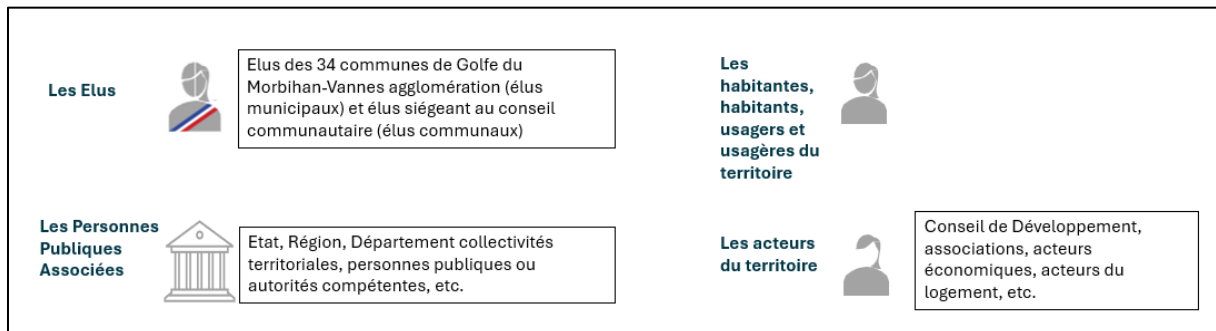 Les Elus
Elus des 34 communes de Golfe du
Morbihan-Vannes agglomération (élus
municipaux) et élus siégeant au conseil
communautaire (élus communaux)
Les
habitantes,
habitants,
usagers et
usagères du
territoire
Les Personnes
Publiques
Associées
Etat, Région, Département collectivités
territoriales, personnes publiques ou
autorités compétentes, etc.
Les acteurs
du territoire
Conseil de Développement,
associations, acteurs
économiques, acteurs du
logement, etc.